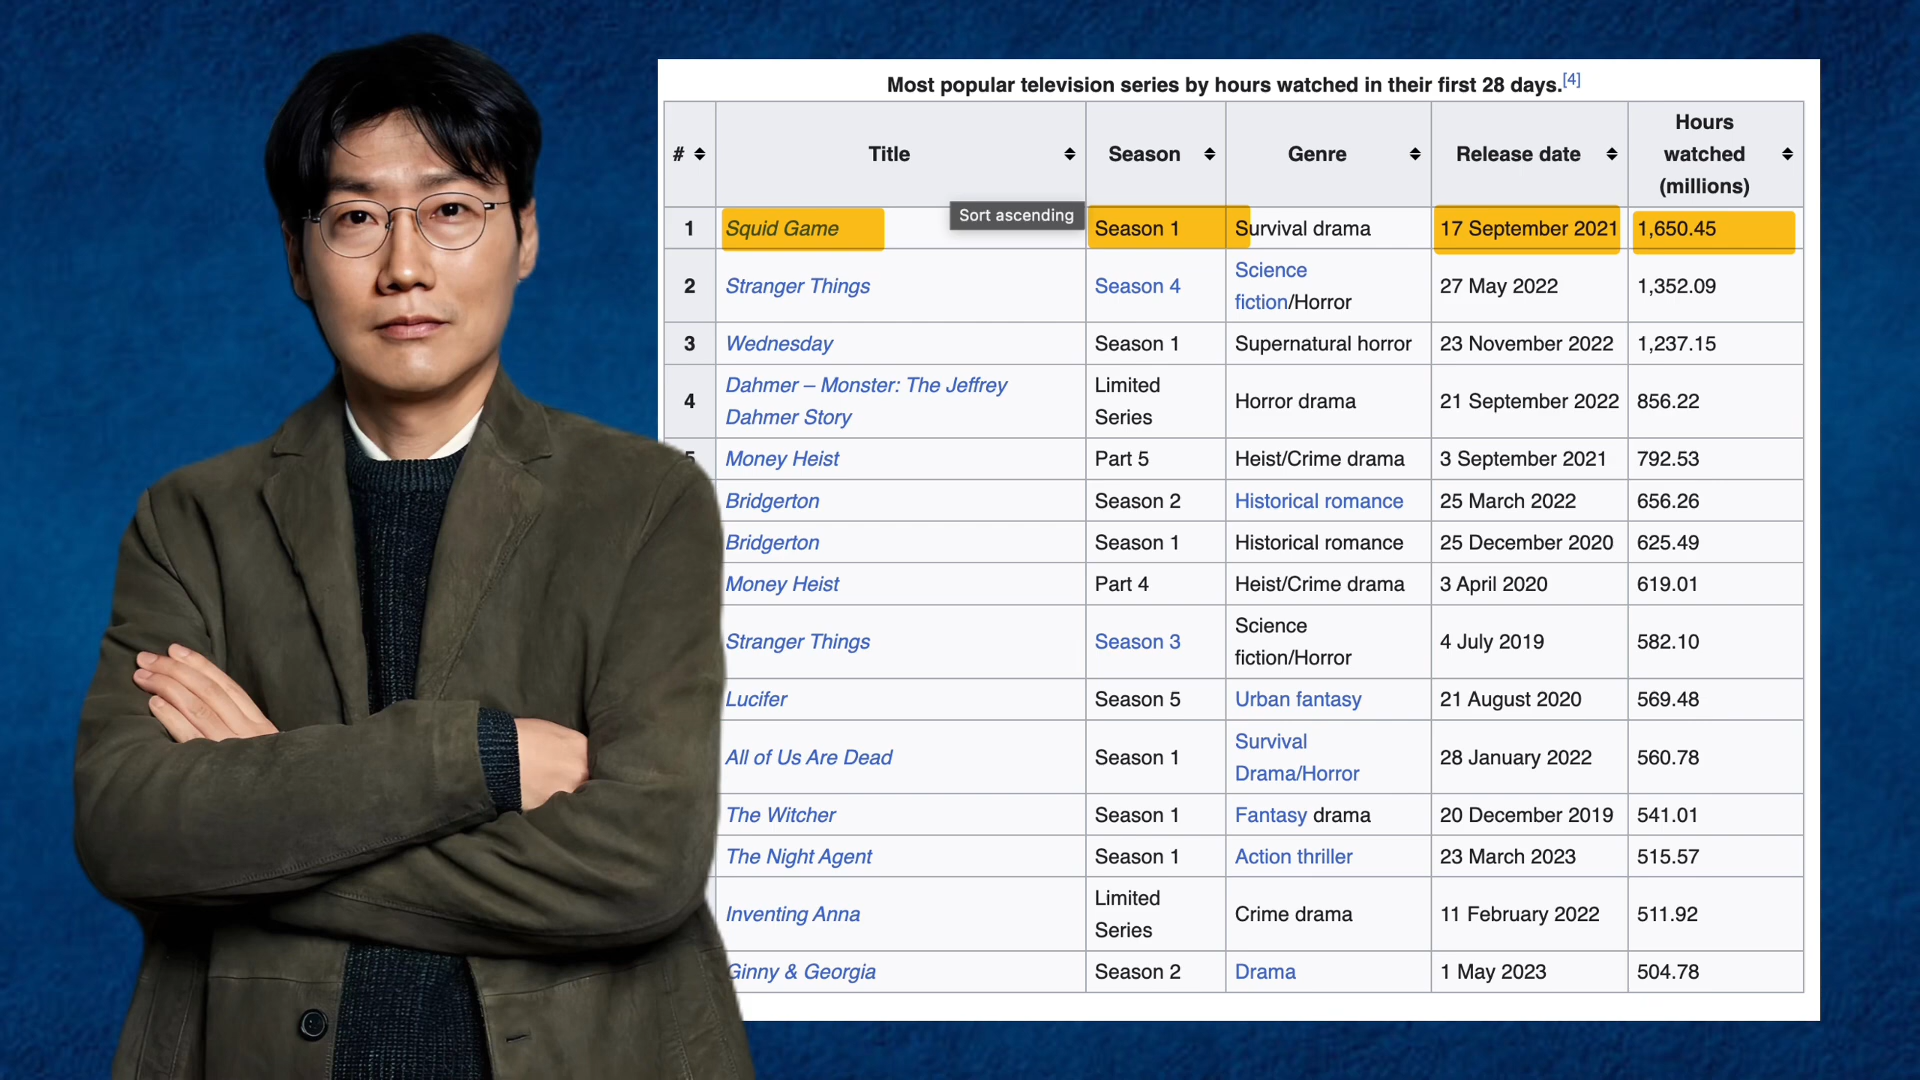 Most popular television series by hours watched in their first 28 days.[4]
# Title Season Genre Release date Hours watched (millions)
Sort ascending
1 Squid Game Season 1 Survival drama 17 September 2021 1,650.45
2 Stranger Things Season 4 Science fiction/Horror 27 May 2022 1,352.09
3 Wednesday Season 1 Supernatural horror 23 November 2022 1,237.15
4 Dahmer – Monster: The Jeffrey Dahmer Story Limited Series Horror drama 21 September 2022 856.22
5 Money Heist Part 5 Heist/Crime drama 3 September 2021 792.53
Bridgerton Season 2 Historical romance 25 March 2022 656.26
Bridgerton Season 1 Historical romance 25 December 2020 625.49
Money Heist Part 4 Heist/Crime drama 3 April 2020 619.01
Stranger Things Season 3 Science fiction/Horror 4 July 2019 582.10
Lucifer Season 5 Urban fantasy 21 August 2020 569.48
All of Us Are Dead Season 1 Survival Drama/Horror 28 January 2022 560.78
The Witcher Season 1 Fantasy drama 20 December 2019 541.01
The Night Agent Season 1 Action thriller 23 March 2023 515.57
Inventing Anna Limited Series Crime drama 11 February 2022 511.92
Ginny & Georgia Season 2 Drama 1 May 2023 504.78